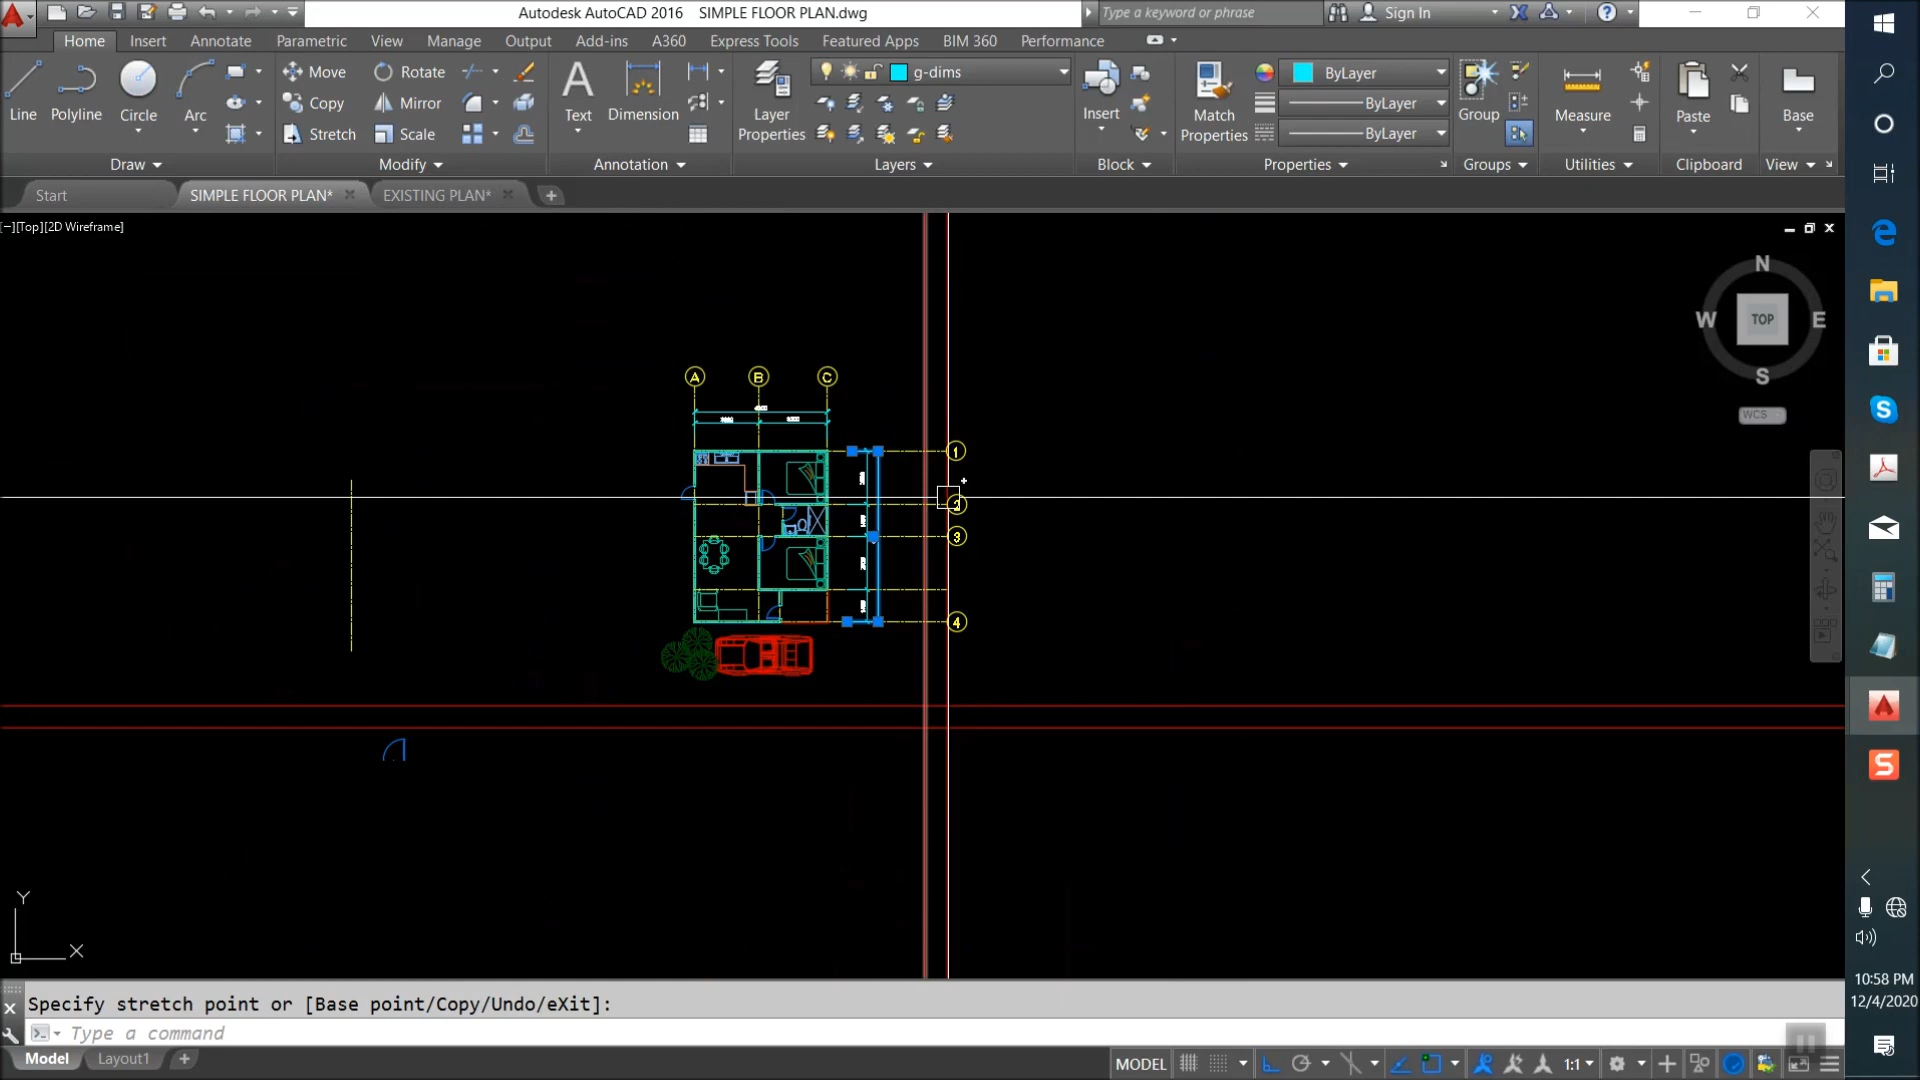 Autodesk AutoCAD 2016 SIMPLE FLOOR PLAN.dwg
Type a keyword or phrase
Sign In
Home Insert Annotate Parametric View Manage Output Add-ins A360 Express Tools Featured Apps BIM 360 Performance
Line Polyline Circle Arc
Move Rotate
Copy Mirror
Stretch Scale
Text Dimension
Layer Properties
g-dims
Insert
Match Properties
ByLayer
ByLayer
ByLayer
Group Measure Paste Base
Draw Modify Annotation Layers Block Properties Groups Utilities Clipboard View
Start SIMPLE FLOOR PLAN* EXISTING PLAN*
[−][Top][2D Wireframe]
N
W TOP E
S
WCS
A B C
1
2
3
4
Y
X
Specify stretch point or [Base point/Copy/Undo/eXit]:
Type a command
Model Layout1
MODEL 1:1
10:58 PM
12/4/2020